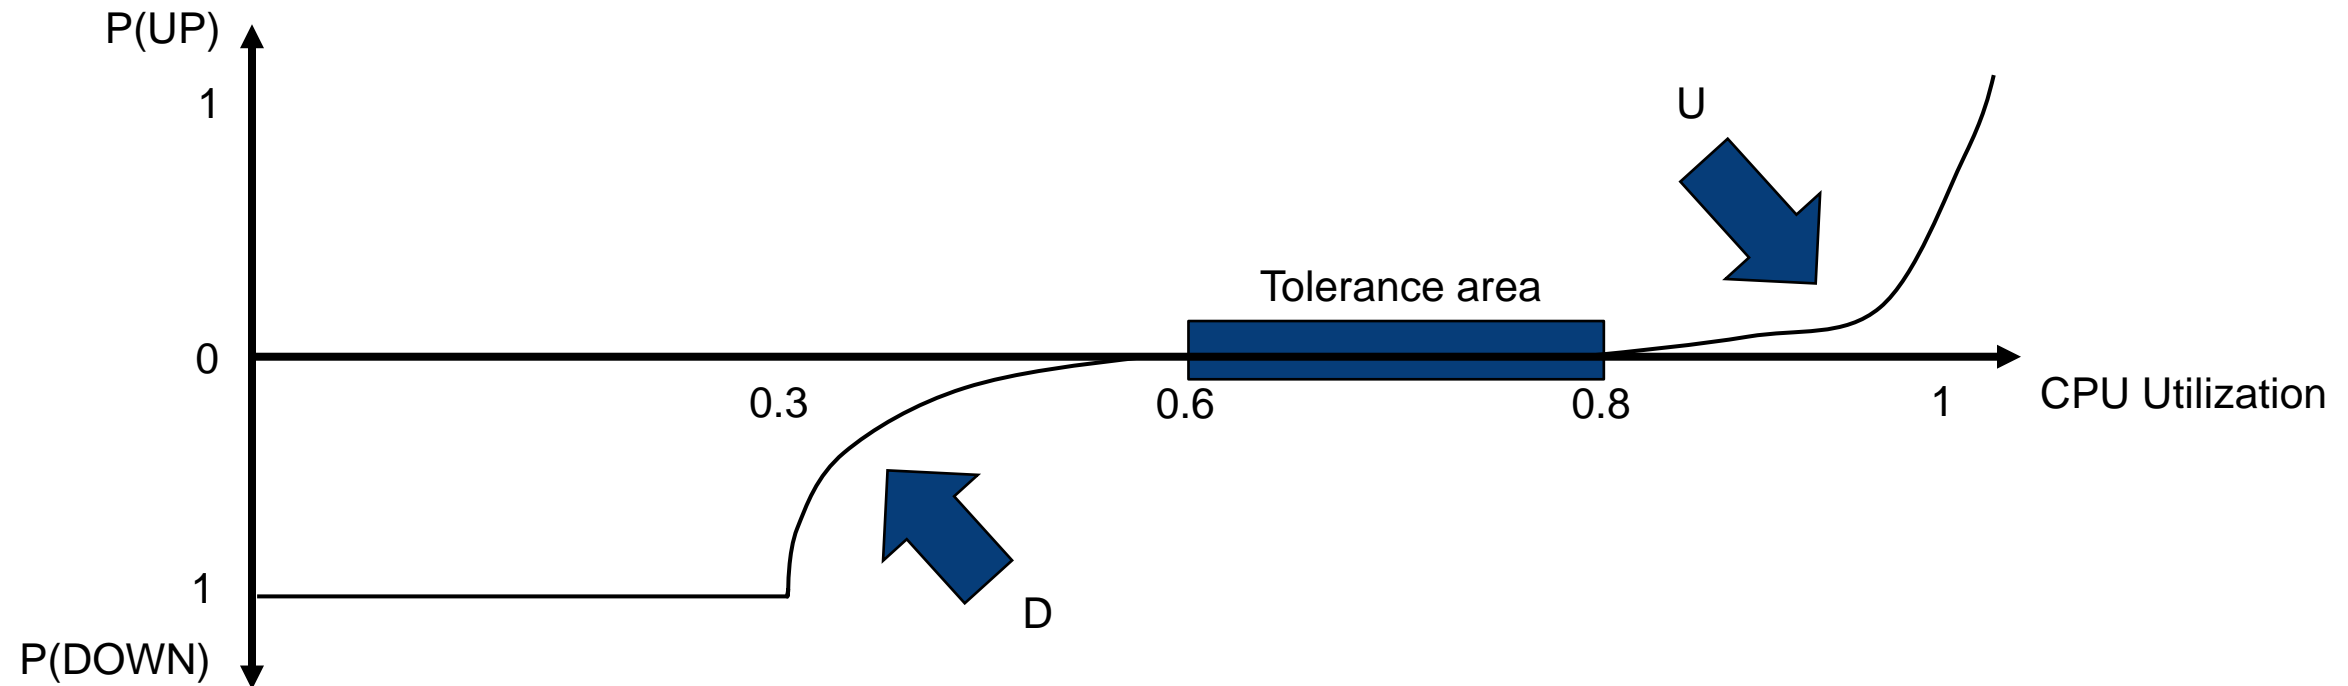 P(UP)
1
U
Tolerance area
0
0.3
0.6
0.8
1
CPU Utilization
1
D
P(DOWN)